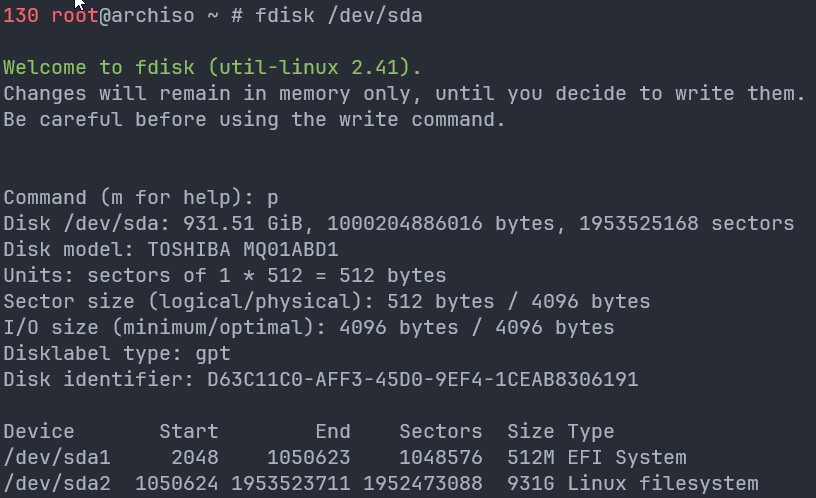 130 root@archiso ~ # fdisk /dev/sda
Welcome to fdisk (util-linux 2.41).
Changes will remain in memory only, until you decide to write them.
Be careful before using the write command.
Command (m for help): p
Disk /dev/sda: 931.51 GiB, 1000204886016 bytes, 1953525168 sectors
Disk model: TOSHIBA MQ01ABD1
Units: sectors of 1 * 512 = 512 bytes
Sector size (logical/physical): 512 bytes / 4096 bytes
I/O size (minimum/optimal): 4096 bytes / 4096 bytes
Disklabel type: gpt
Disk identifier: D63C11C0-AFF3-45D0-9EF4-1CEAB8306191
Device       Start        End    Sectors  Size Type
/dev/sda1     2048    1050623    1048576  512M EFI System
/dev/sda2  1050624 1953523711 1952473088  931G Linux filesystem